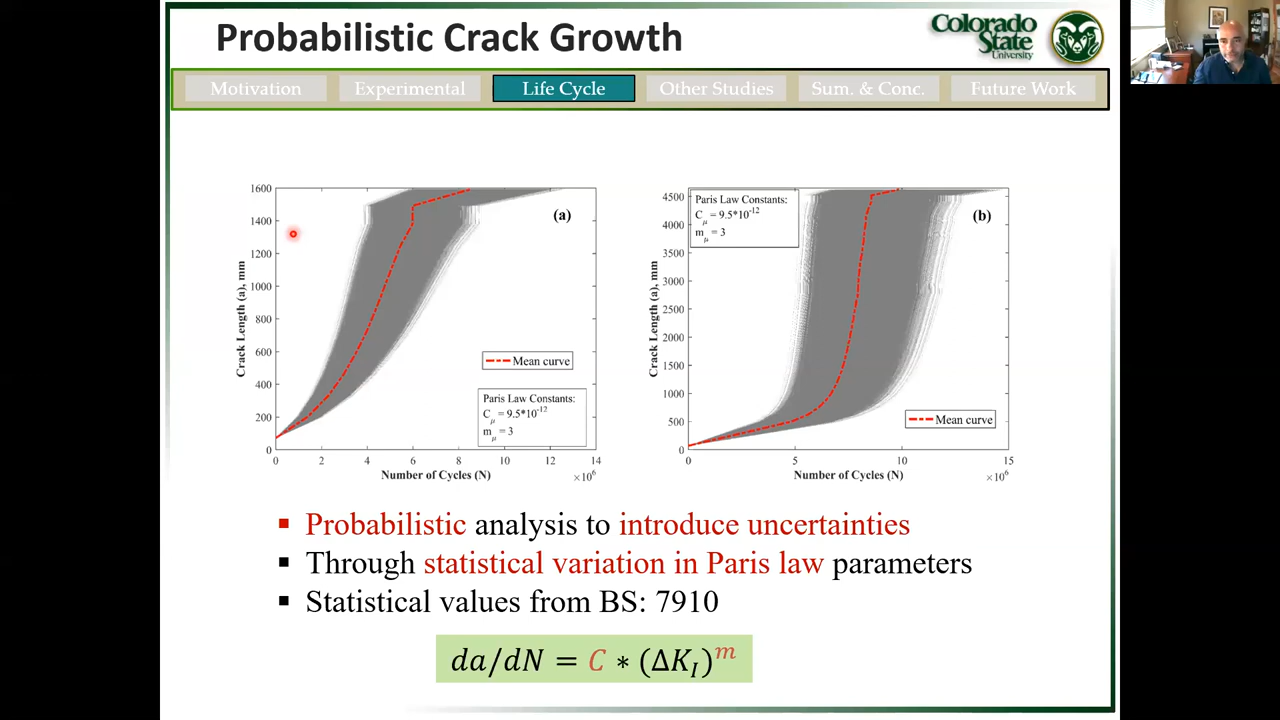 Probabilistic Crack Growth
Colorado
State
University
Motivation
Experimental
Life Cycle
Other Studies
Sum. & Conc.
Future Work
Crack Length (a), mm
1600
1400
1200
1000
800
600
400
200
0
(a)
Mean curve
Paris Law Constants:
Cμ = 9.5*10-12
mμ = 3
0 2 4 6 8 10 12 14
Number of Cycles (N)
×10⁶
Crack Length (a), mm
4500
4000
3500
3000
2500
2000
1500
1000
500
0
Paris Law Constants:
Cμ = 9.5*10-12
mμ = 3
(b)
Mean curve
0 5 10 15
Number of Cycles (N)
×10⁶
▪ Probabilistic analysis to introduce uncertainties
▪ Through statistical variation in Paris law parameters
▪ Statistical values from BS: 7910
da/dN = C ∗ (ΔK_I)^m